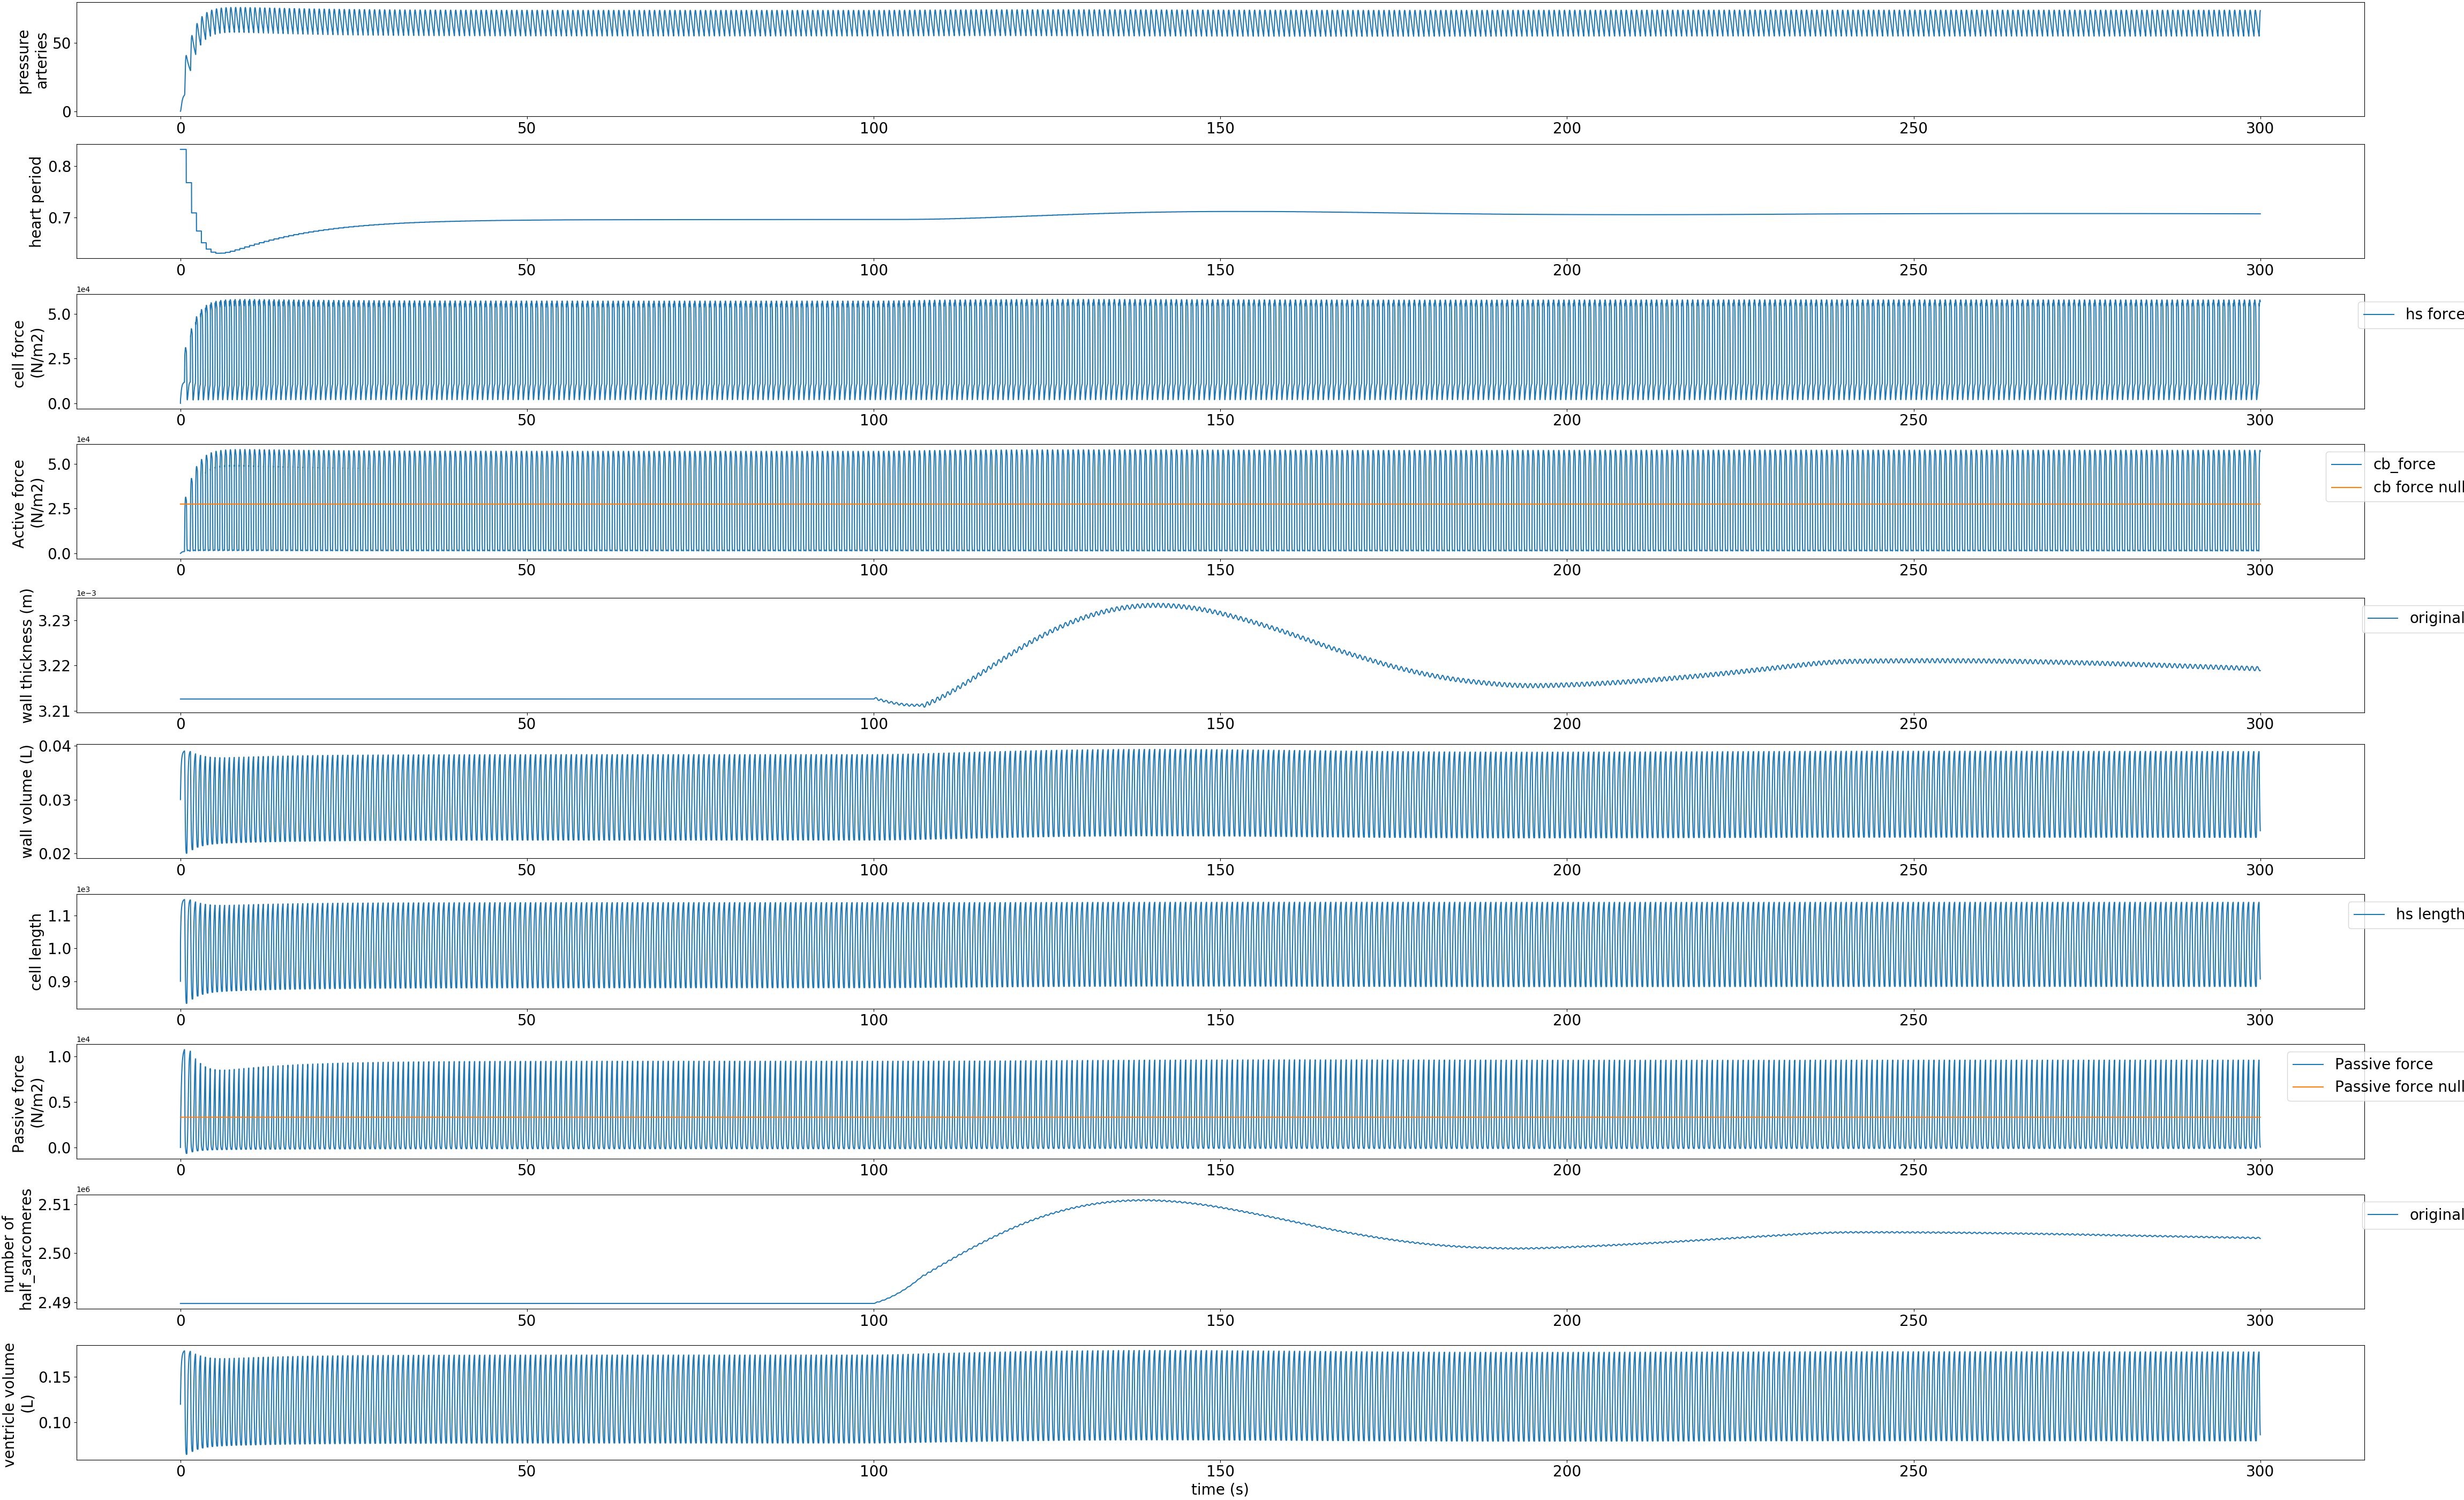 pressure
arteries
50
0
0 50 100 150 200 250 300
heart period
0.8
0.7
0 50 100 150 200 250 300
1e4
cell force
(N/m2)
5.0
2.5
0.0
hs force
0 50 100 150 200 250 300
1e4
Active force
(N/m2)
5.0
2.5
0.0
cb_force
cb force null
0 50 100 150 200 250 300
1e−3
wall thickness (m)
3.23
3.22
3.21
original
0 50 100 150 200 250 300
wall volume (L)
0.04
0.03
0.02
0 50 100 150 200 250 300
1e3
cell length
1.1
1.0
0.9
hs length
0 50 100 150 200 250 300
1e4
Passive force
(N/m2)
1.0
0.5
0.0
Passive force
Passive force null
0 50 100 150 200 250 300
1e6
number of
half_sarcomeres
2.51
2.50
2.49
original
0 50 100 150 200 250 300
ventricle volume
(L)
0.15
0.10
0 50 100 150 200 250 300
time (s)